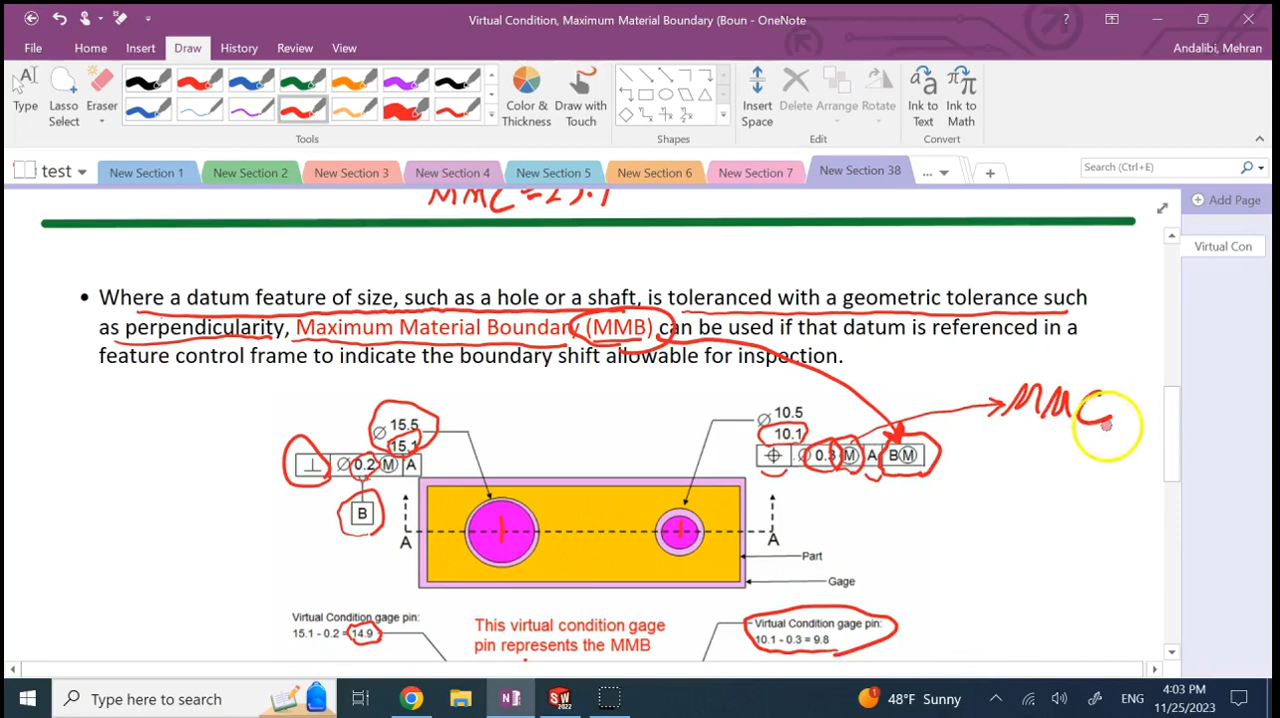 Virtual Condition, Maximum Material Boundary (Boun - OneNote
?
File Home Insert Draw History Review View
Andalibi, Mehran
Type Lasso Select Eraser
Color & Thickness Draw with Touch
Insert Space Delete Arrange Rotate
Ink to Text Ink to Math
Tools Shapes Edit Convert
test New Section 1 New Section 2 New Section 3 New Section 4 New Section 5 New Section 6 New Section 7 New Section 38 ... Search (Ctrl+E)
Add Page
Virtual Con
MMC = 25.1
• Where a datum feature of size, such as a hole or a shaft, is toleranced with a geometric tolerance such
as perpendicularity, Maximum Material Boundary (MMB) can be used if that datum is referenced in a
feature control frame to indicate the boundary shift allowable for inspection.
MMC
Ø 15.5
15.1
⊥ Ø 0.2 Ⓜ A
B
Ø 10.5
10.1
⌖ Ø 0.3 Ⓜ A B Ⓜ
A A
Part
Gage
Virtual Condition gage pin:
15.1 - 0.2 = 14.9
This virtual condition gage
pin represents the MMB
Virtual Condition gage pin:
10.1 - 0.3 = 9.8
Type here to search
48°F Sunny
ENG
4:03 PM
11/25/2023